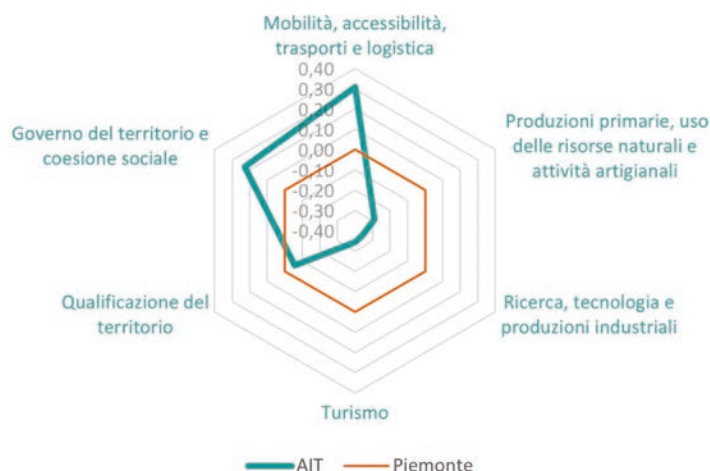 Mobilità, accessibilità,
trasporti e logistica
0,40
0,30
0,20
0,10
0,00
-0,10
-0,20
-0,30
-0,40
Produzioni primarie, uso
delle risorse naturali e
attività artigianali
Ricerca, tecnologia e
produzioni industriali
Turismo
Qualificazione del
territorio
Governo del territorio e
coesione sociale
AIT
Piemonte